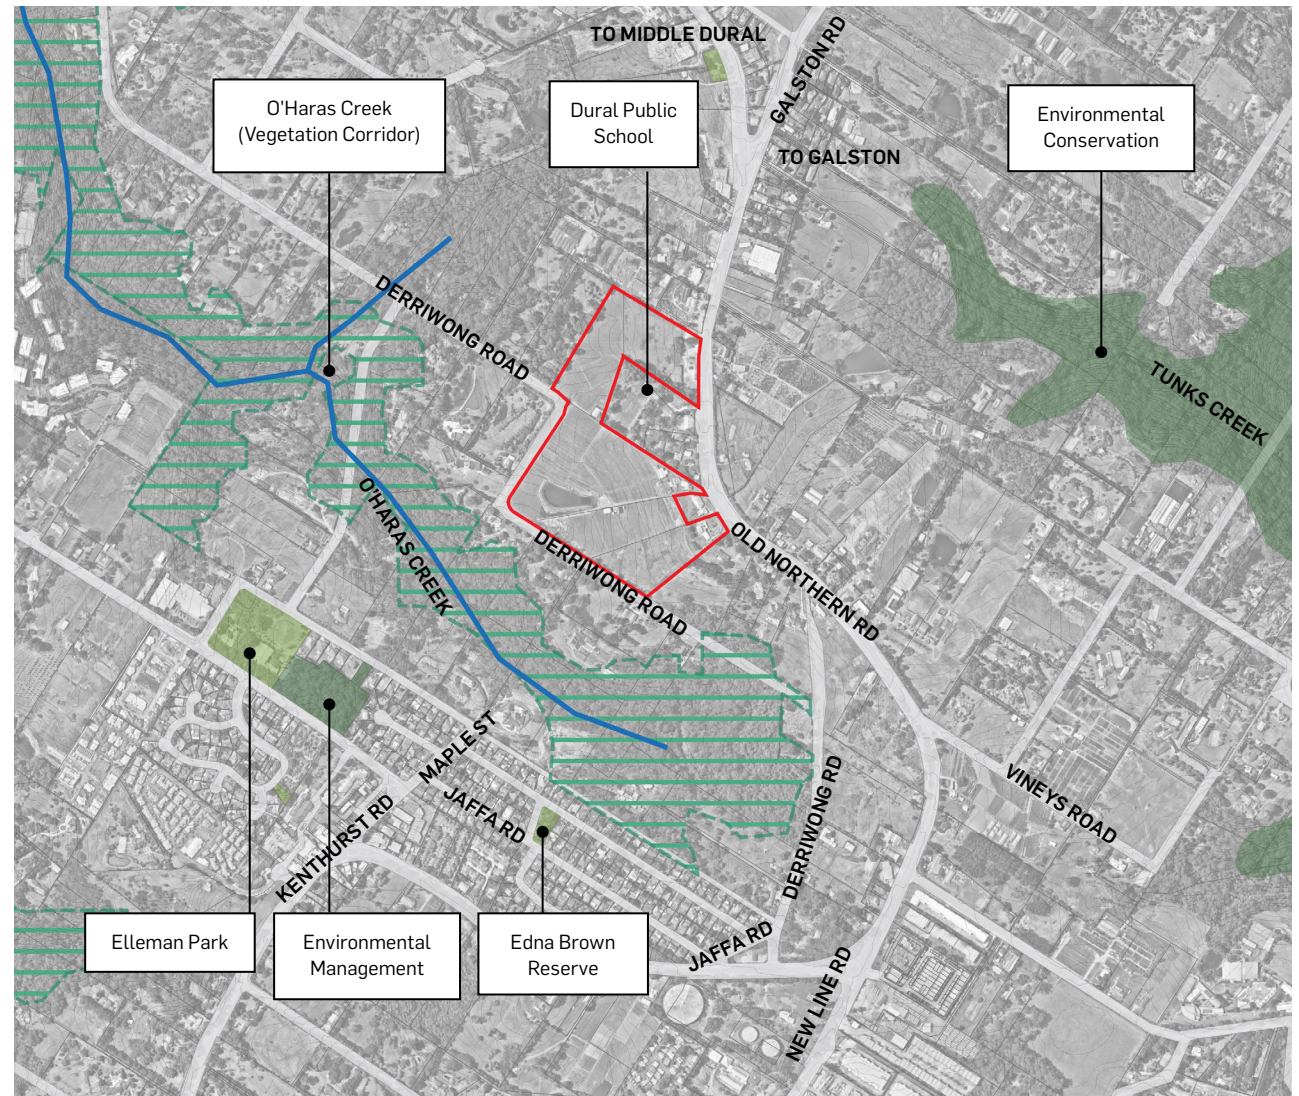 TO MIDDLE DURAL
GALSTON RD
O'Haras Creek
(Vegetation Corridor)
Dural Public
School
Environmental
Conservation
TO GALSTON
DERRIWONG ROAD
TUNKS CREEK
O'HARAS CREEK
DERRIWONG ROAD
OLD NORTHERN RD
MAPLE ST
JAFFA RD
KENTHURST RD
DERRIWONG RD
VINEYS ROAD
Elleman Park
Environmental
Management
Edna Brown
Reserve
JAFFA RD
NEW LINE RD